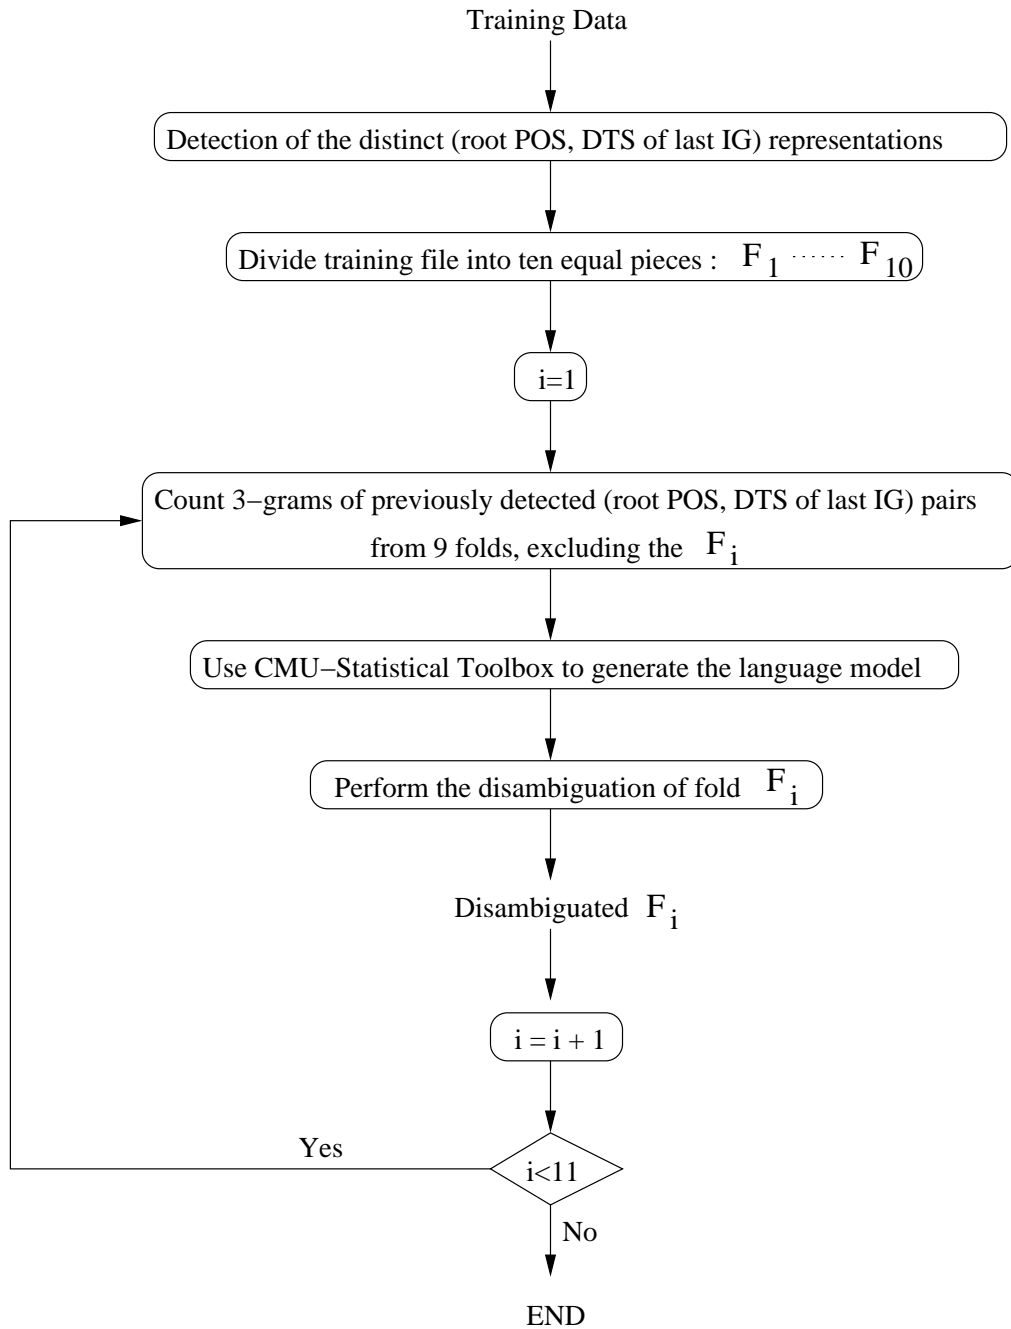 Training Data
Detection of the distinct (root POS, DTS of last IG) representations
Divide training file into ten equal pieces : F1 ...... F10
i=1
Count 3−grams of previously detected (root POS, DTS of last IG) pairs
from 9 folds, excluding the Fi
Use CMU−Statistical Toolbox to generate the language model
Perform the disambiguation of fold Fi
Disambiguated Fi
i = i + 1
Yes
i<11
No
END